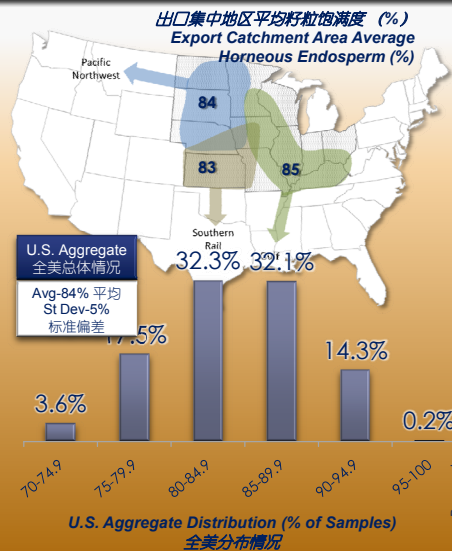 出口集中地区平均籽粒饱满度 （%）
Export Catchment Area Average
Horneous Endosperm (%)
Pacific
Northwest
84
83
85
Southern
Rail
Gulf
U.S. Aggregate
全美总体情况
Avg-84% 平均
St Dev-5%
标准偏差
3.6%
17.5%
32.3%
32.1%
14.3%
0.2%
70-74.9
75-79.9
80-84.9
85-89.9
90-94.9
95-100
U.S. Aggregate Distribution (% of Samples)
全美分布情况